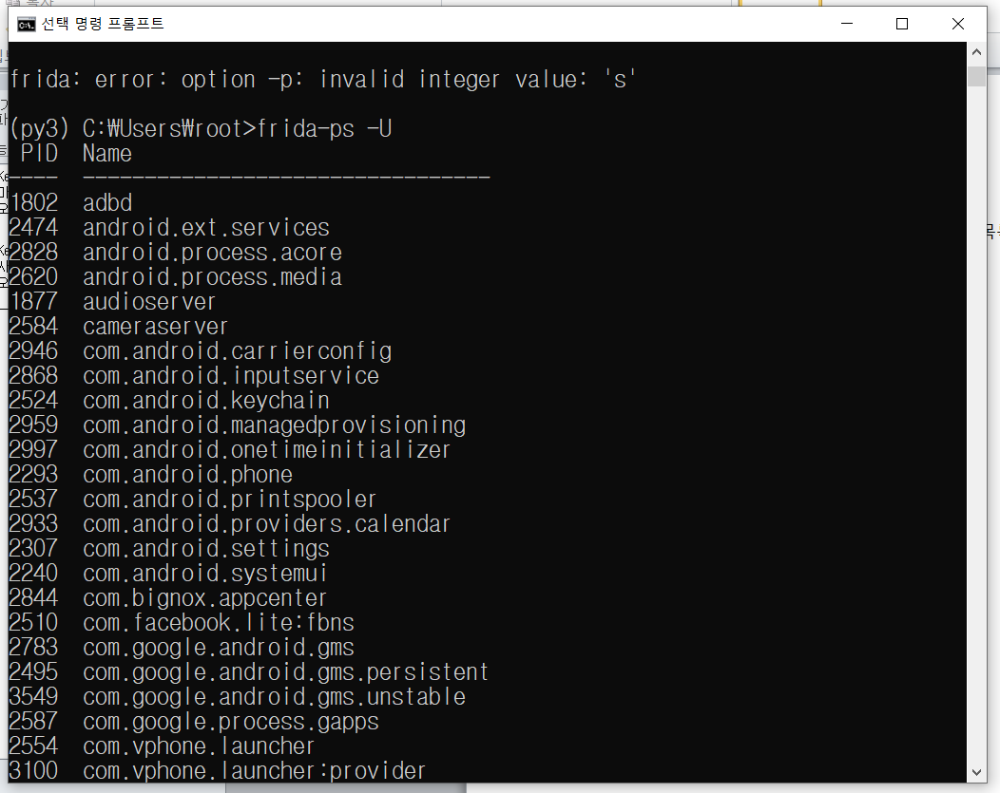 선택 명령 프롬프트
frida: error: option -p: invalid integer value: 's'
(py3) C:\Users\root>frida-ps -U
PID  Name
----  ---------------------------------
1802  adbd
2474  android.ext.services
2828  android.process.acore
2620  android.process.media
1877  audioserver
2584  cameraserver
2946  com.android.carrierconfig
2868  com.android.inputservice
2524  com.android.keychain
2959  com.android.managedprovisioning
2997  com.android.onetimeinitializer
2293  com.android.phone
2537  com.android.printspooler
2933  com.android.providers.calendar
2307  com.android.settings
2240  com.android.systemui
2844  com.bignox.appcenter
2510  com.facebook.lite:fbns
2783  com.google.android.gms
2495  com.google.android.gms.persistent
3549  com.google.android.gms.unstable
2587  com.google.process.gapps
2554  com.vphone.launcher
3100  com.vphone.launcher:provider